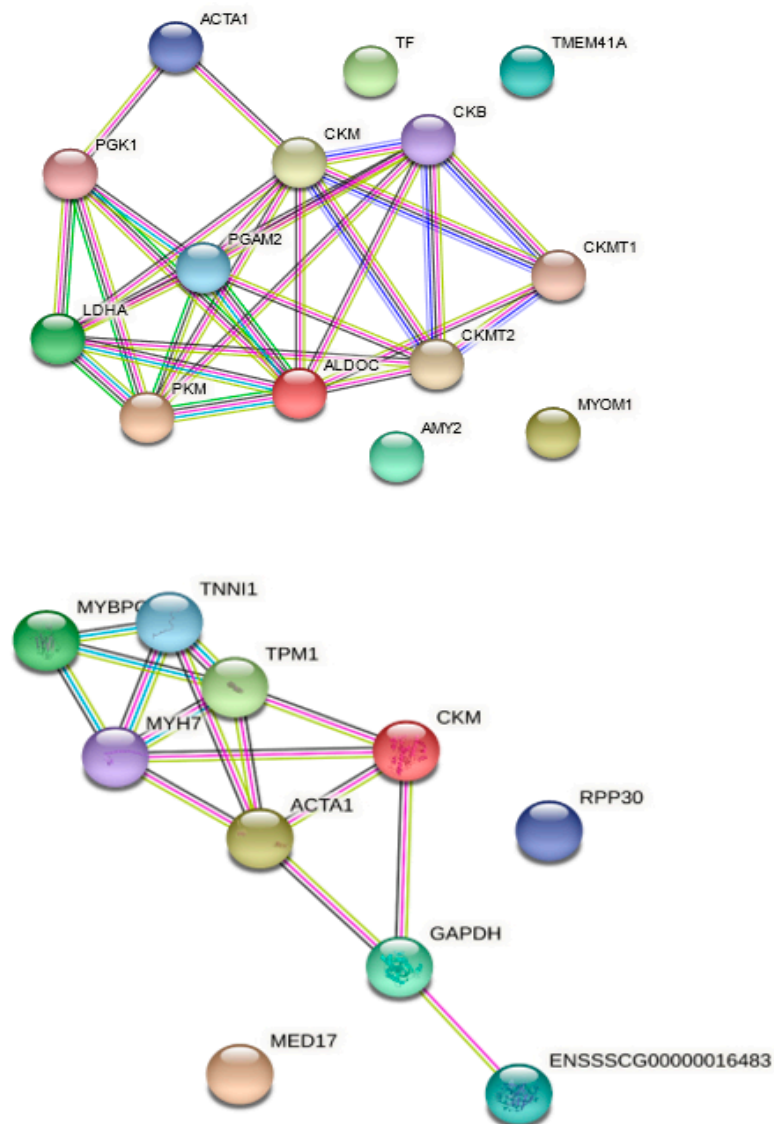 ACTA1
TF
TMEM41A
CKB
CKM
PGK1
PGAM2
CKMT1
LDHA
CKMT2
ALDOC
PKM
MYOM1
AMY2
TNNI1
TPM1
CKM
MYH7
RPP30
ACTA1
GAPDH
MED17
ENSSSCG00000016483